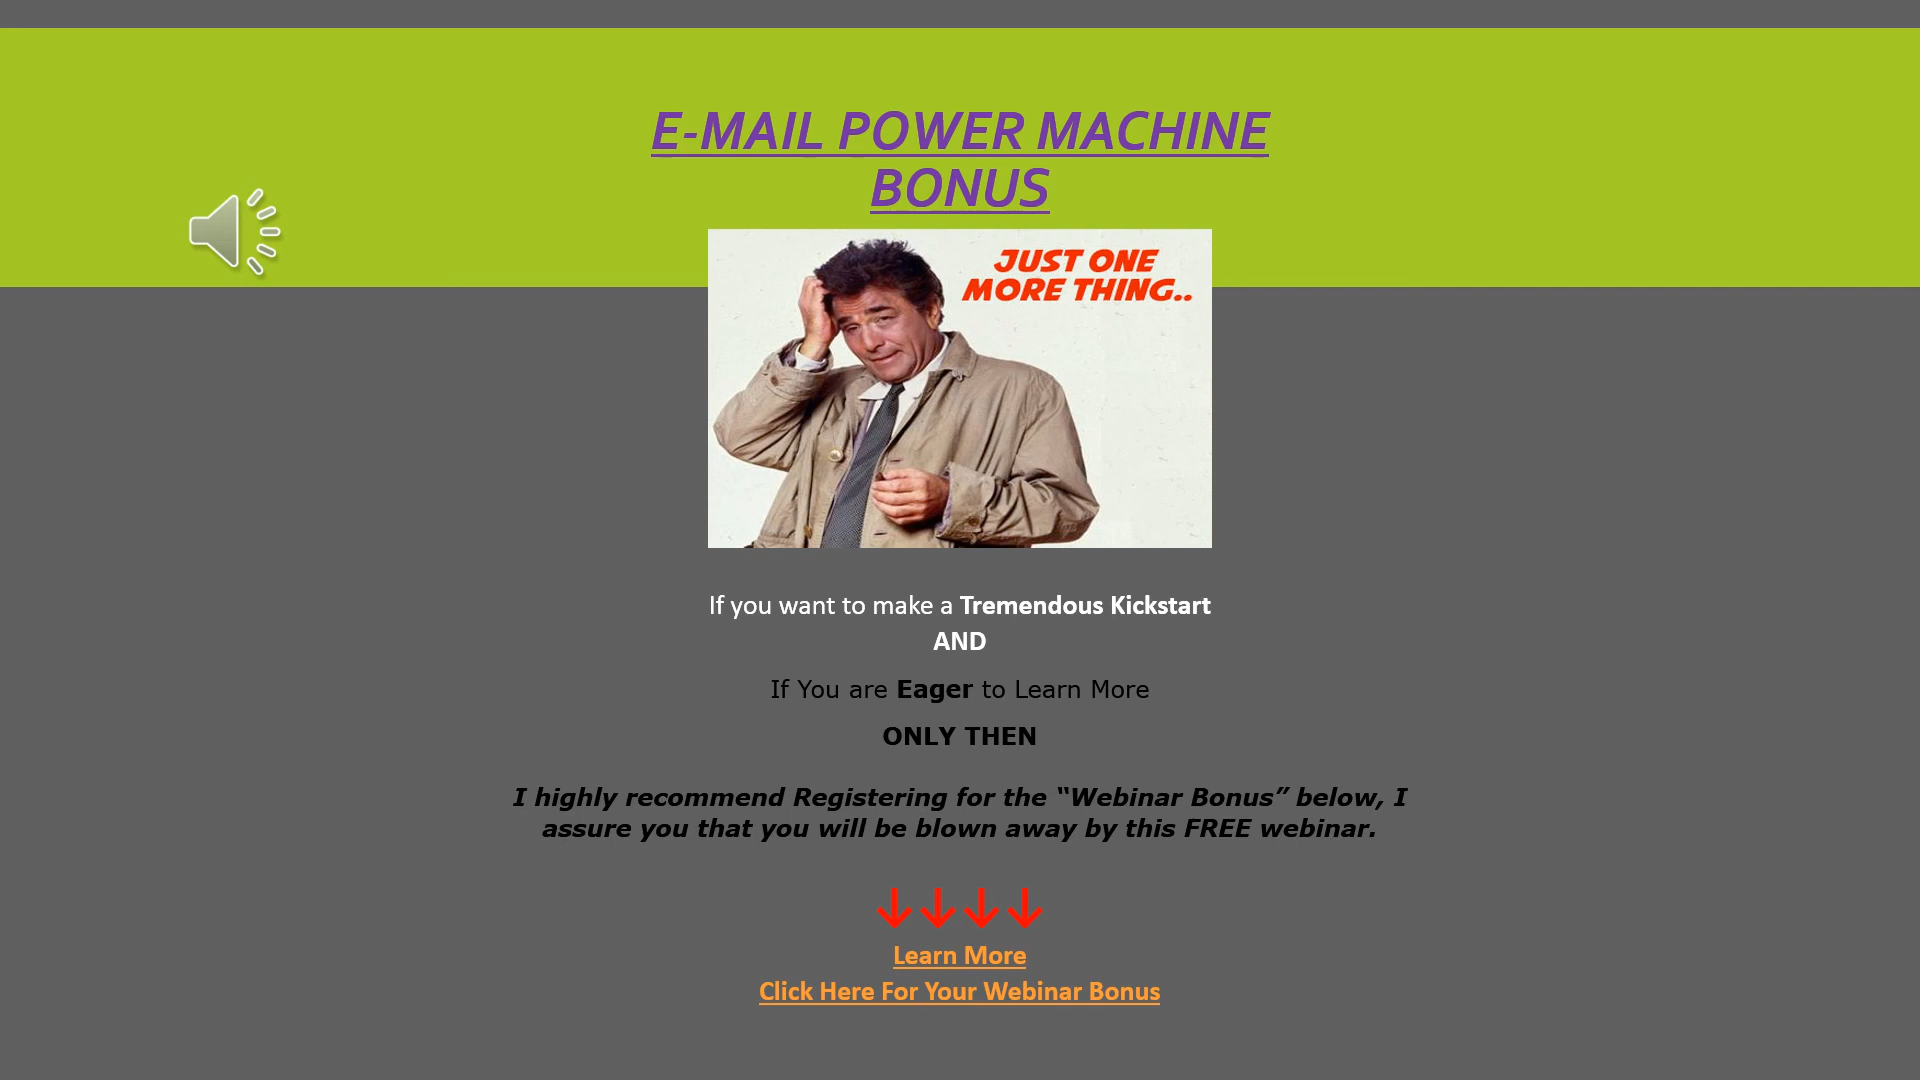 E-MAIL POWER MACHINE
BONUS
JUST ONE
MORE THING..
If you want to make a Tremendous Kickstart
AND
If You are Eager to Learn More
ONLY THEN
I highly recommend Registering for the “Webinar Bonus” below, I
assure you that you will be blown away by this FREE webinar.
↓↓↓↓
Learn More
Click Here For Your Webinar Bonus